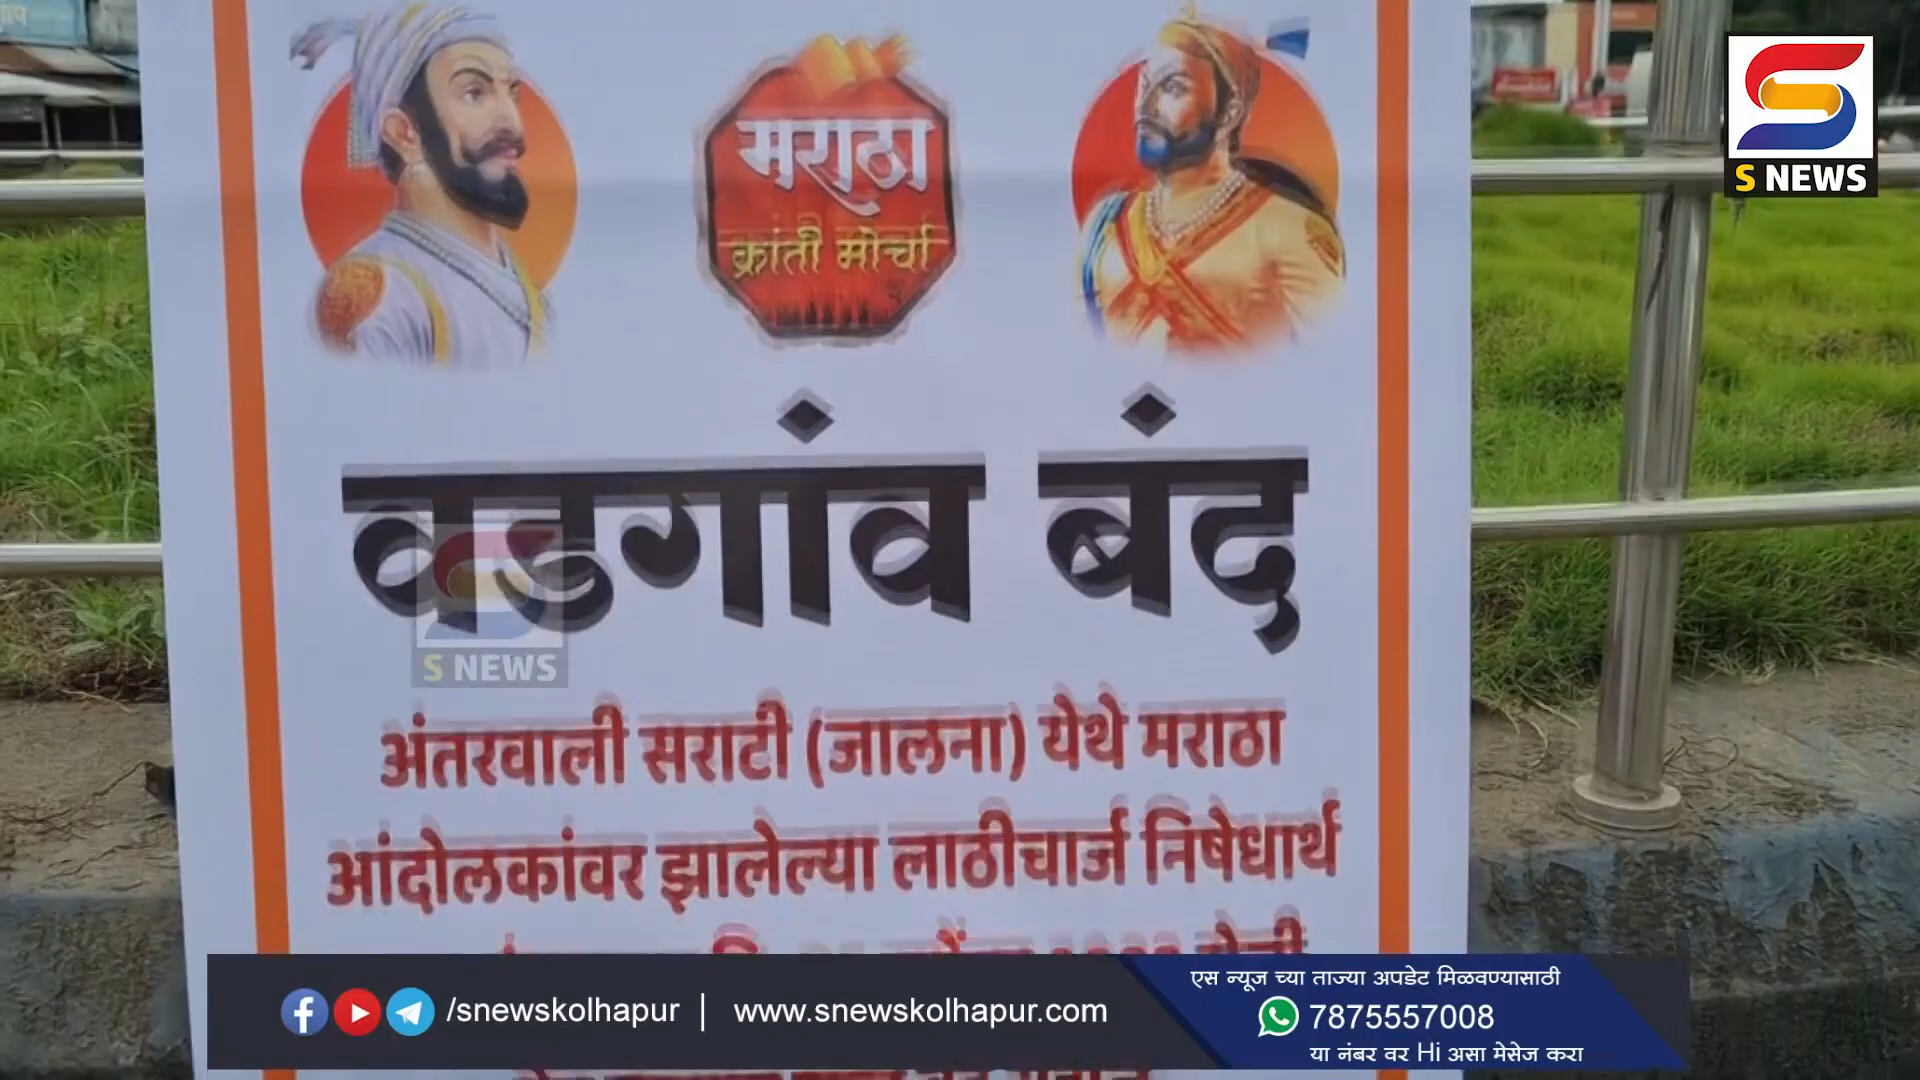 S NEWS
मराठा
क्रांती मोर्चा
वडगांव बंद
S NEWS
अंतरवाली सराटी (जालना) येथे मराठा
आंदोलकांवर झालेल्या लाठीचार्ज निषेधार्थ
/snewskolhapur | www.snewskolhapur.com
एस न्यूज च्या ताज्या अपडेट मिळवण्यासाठी
7875557008
या नंबर वर Hi असा मेसेज करा